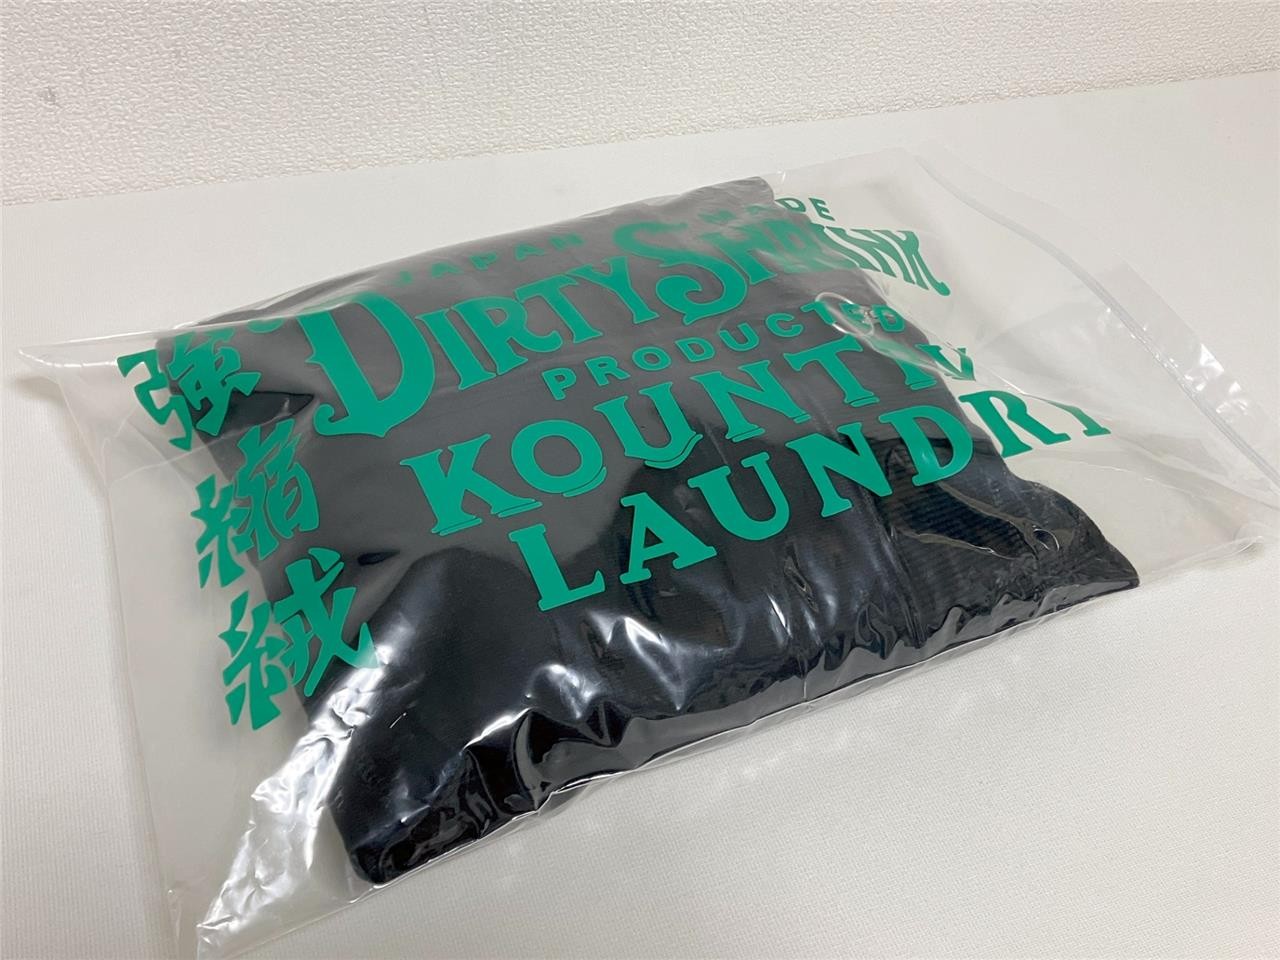 JAPAN MADE
DIRTY SHRINK
PRODUCTED
KOUNTRY
LAUNDRY
強縮絨